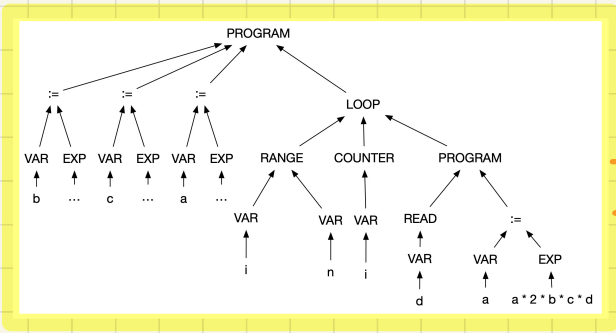 PROGRAM
:= := :=
LOOP
VAR EXP VAR EXP VAR EXP RANGE COUNTER PROGRAM
b ... c ... a ...
VAR VAR VAR READ :=
i n i VAR VAR EXP
d a a * 2 * b * c * d